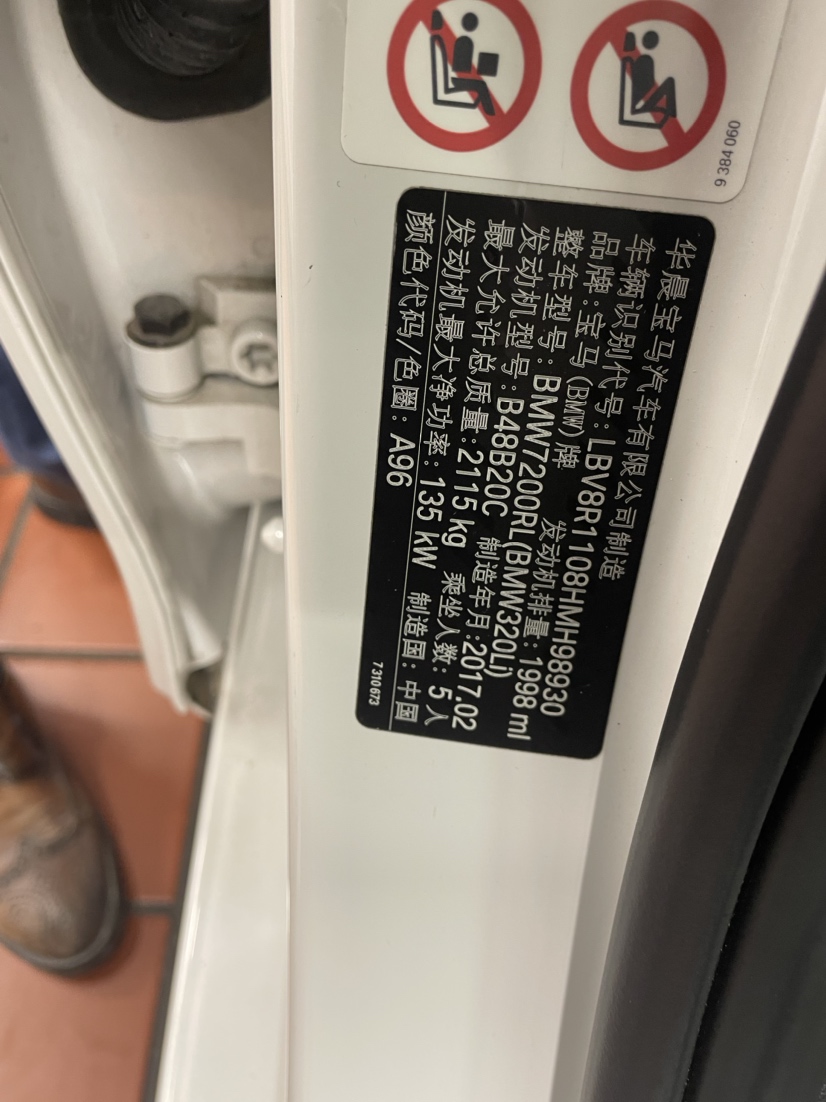 9 384 060
华晨宝马汽车有限公司制造
车辆识别代号:LBV8R1108HMH98930
品牌:宝马(BMW)牌 发动机排量:1998 ml
整车型号:BMW7200RL(BMW320Li)
发动机型号:B48B20C 制造年月:2017.02
最大允许总质量:2115 kg 乘坐人数:5人
发动机最大净功率:135 kW 制造国:中国
颜色代码/色圈:A96
7 310 673